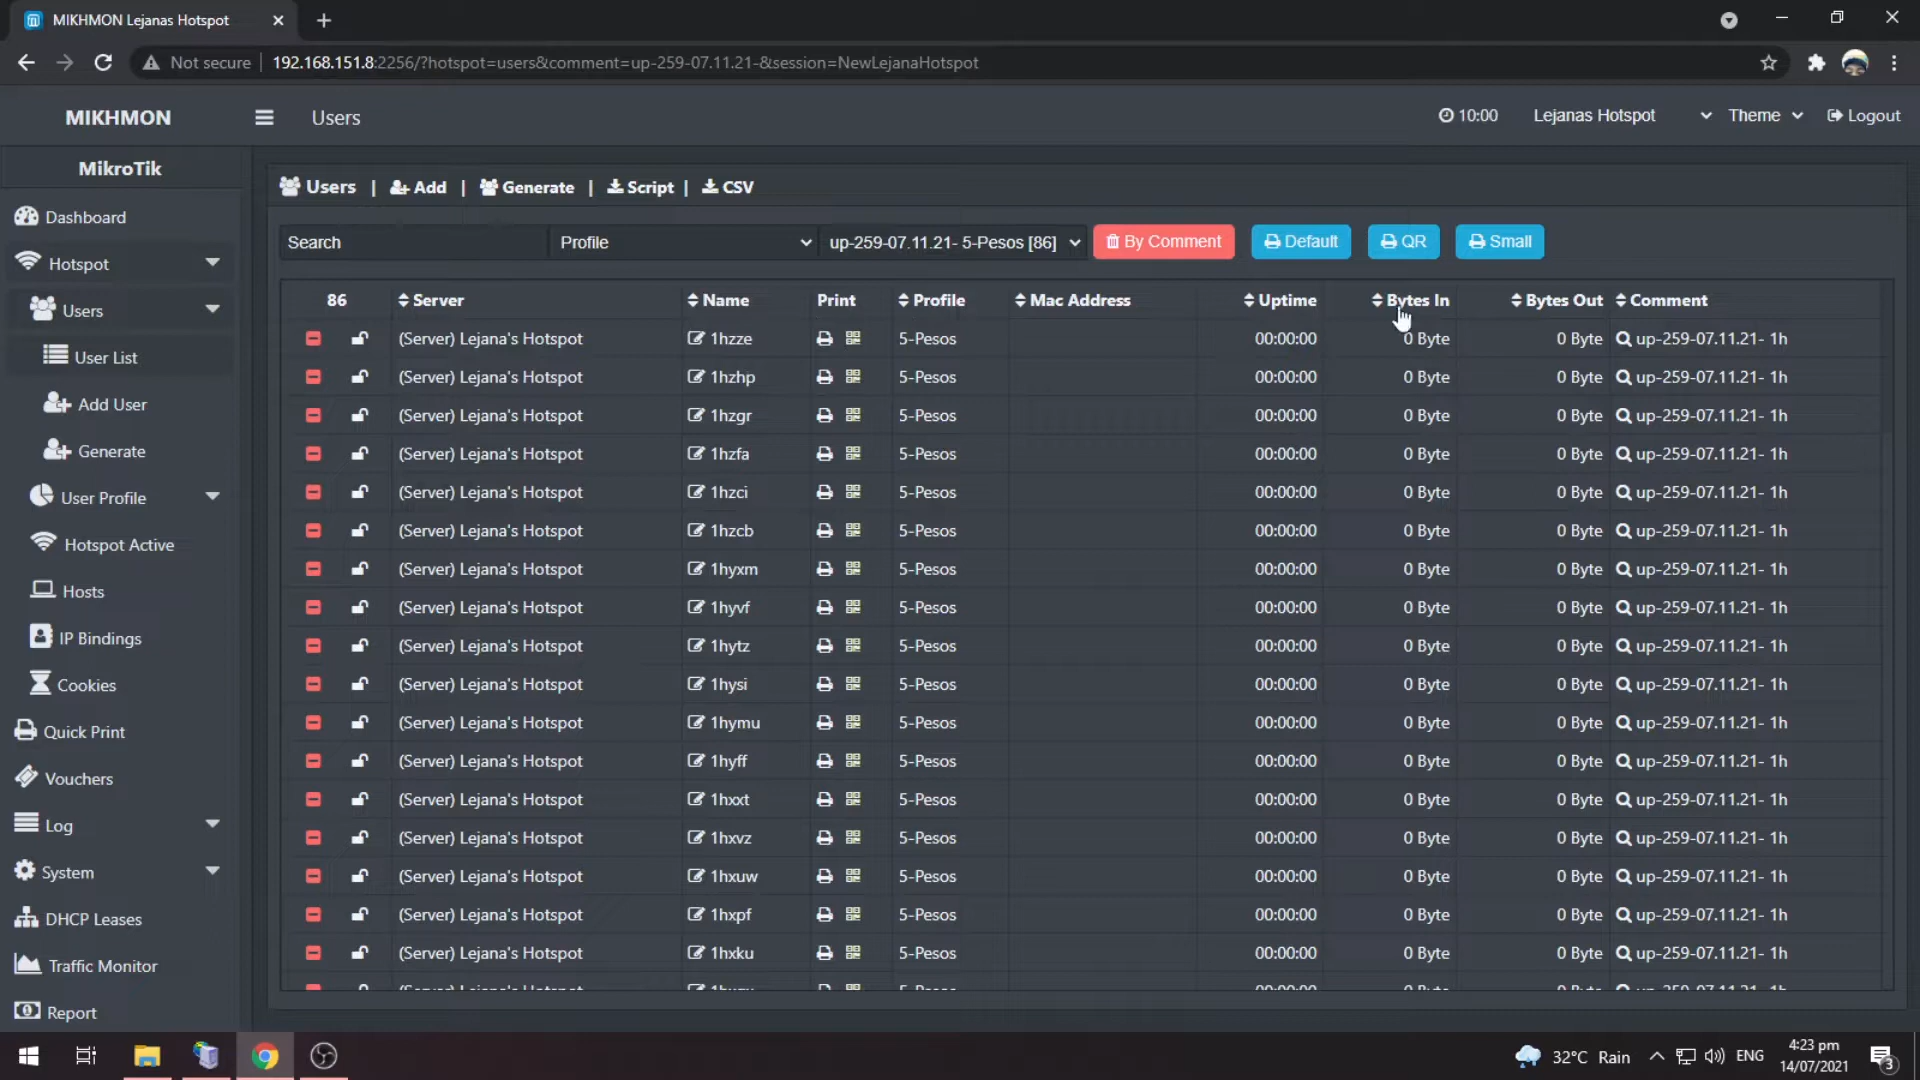 MIKHMON Lejanas Hotspot
Not secure
192.168.151.8:2256/?hotspot=users&comment=up-259-07.11.21-&session=NewLejanaHotspot
MIKHMON
Users
10:00
Lejanas Hotspot
Theme
Logout
MikroTik
Dashboard
Hotspot
Users
User List
Add User
Generate
User Profile
Hotspot Active
Hosts
IP Bindings
Cookies
Quick Print
Vouchers
Log
System
DHCP Leases
Traffic Monitor
Report
Users | Add | Generate | Script | CSV
Search Profile up-259-07.11.21- 5-Pesos [86] By Comment Default QR Small
86 Server Name Print Profile Mac Address Uptime Bytes In Bytes Out Comment
(Server) Lejana's Hotspot 1hzze 5-Pesos 00:00:00 0 Byte 0 Byte up-259-07.11.21- 1h
(Server) Lejana's Hotspot 1hzhp 5-Pesos 00:00:00 0 Byte 0 Byte up-259-07.11.21- 1h
(Server) Lejana's Hotspot 1hzgr 5-Pesos 00:00:00 0 Byte 0 Byte up-259-07.11.21- 1h
(Server) Lejana's Hotspot 1hzfa 5-Pesos 00:00:00 0 Byte 0 Byte up-259-07.11.21- 1h
(Server) Lejana's Hotspot 1hzci 5-Pesos 00:00:00 0 Byte 0 Byte up-259-07.11.21- 1h
(Server) Lejana's Hotspot 1hzcb 5-Pesos 00:00:00 0 Byte 0 Byte up-259-07.11.21- 1h
(Server) Lejana's Hotspot 1hyxm 5-Pesos 00:00:00 0 Byte 0 Byte up-259-07.11.21- 1h
(Server) Lejana's Hotspot 1hyvf 5-Pesos 00:00:00 0 Byte 0 Byte up-259-07.11.21- 1h
(Server) Lejana's Hotspot 1hytz 5-Pesos 00:00:00 0 Byte 0 Byte up-259-07.11.21- 1h
(Server) Lejana's Hotspot 1hysi 5-Pesos 00:00:00 0 Byte 0 Byte up-259-07.11.21- 1h
(Server) Lejana's Hotspot 1hymu 5-Pesos 00:00:00 0 Byte 0 Byte up-259-07.11.21- 1h
(Server) Lejana's Hotspot 1hyff 5-Pesos 00:00:00 0 Byte 0 Byte up-259-07.11.21- 1h
(Server) Lejana's Hotspot 1hxxt 5-Pesos 00:00:00 0 Byte 0 Byte up-259-07.11.21- 1h
(Server) Lejana's Hotspot 1hxvz 5-Pesos 00:00:00 0 Byte 0 Byte up-259-07.11.21- 1h
(Server) Lejana's Hotspot 1hxuw 5-Pesos 00:00:00 0 Byte 0 Byte up-259-07.11.21- 1h
(Server) Lejana's Hotspot 1hxpf 5-Pesos 00:00:00 0 Byte 0 Byte up-259-07.11.21- 1h
(Server) Lejana's Hotspot 1hxku 5-Pesos 00:00:00 0 Byte 0 Byte up-259-07.11.21- 1h
32°C Rain
ENG
4:23 pm
14/07/2021
3